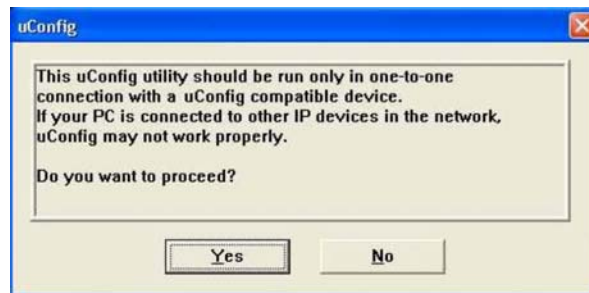 uConfig
This uConfig utility should be run only in one-to-one
connection with a uConfig compatible device.
If your PC is connected to other IP devices in the network,
uConfig may not work properly.
Do you want to proceed?
Yes
No